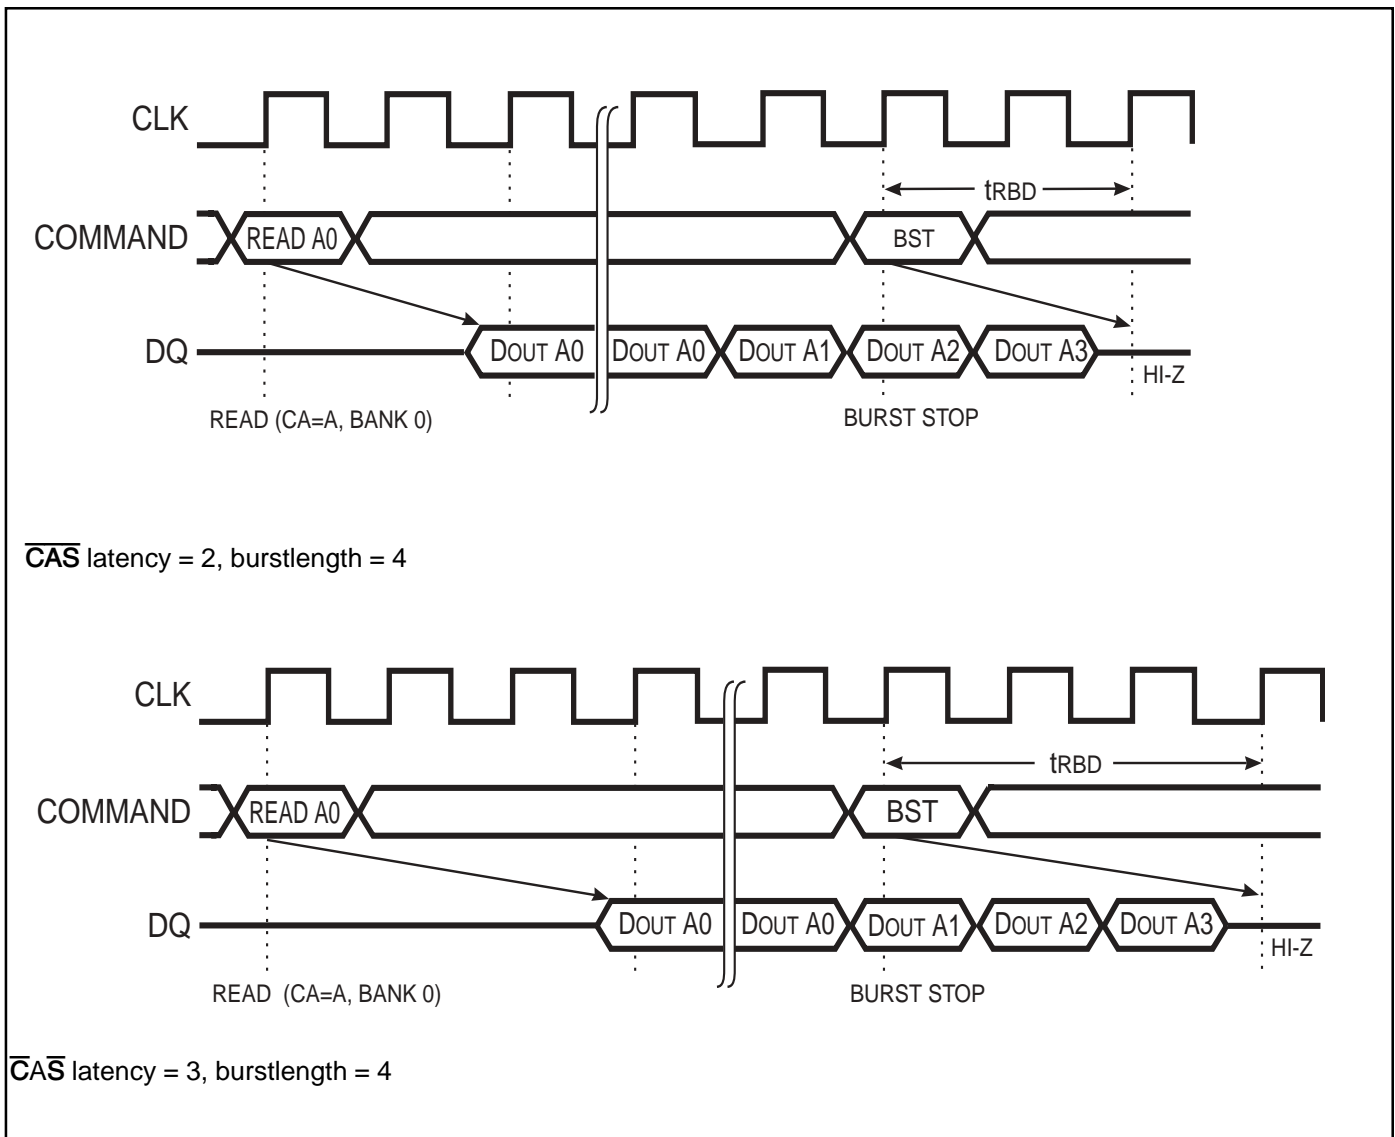 CLK
tRBD
COMMAND READ A0 BST
DQ DOUT A0 DOUT A0 DOUT A1 DOUT A2 DOUT A3 HI-Z
READ (CA=A, BANK 0) BURST STOP
CAS latency = 2, burstlength = 4
CLK
tRBD
COMMAND READ A0 BST
DQ DOUT A0 DOUT A0 DOUT A1 DOUT A2 DOUT A3 HI-Z
READ (CA=A, BANK 0) BURST STOP
CAS latency = 3, burstlength = 4